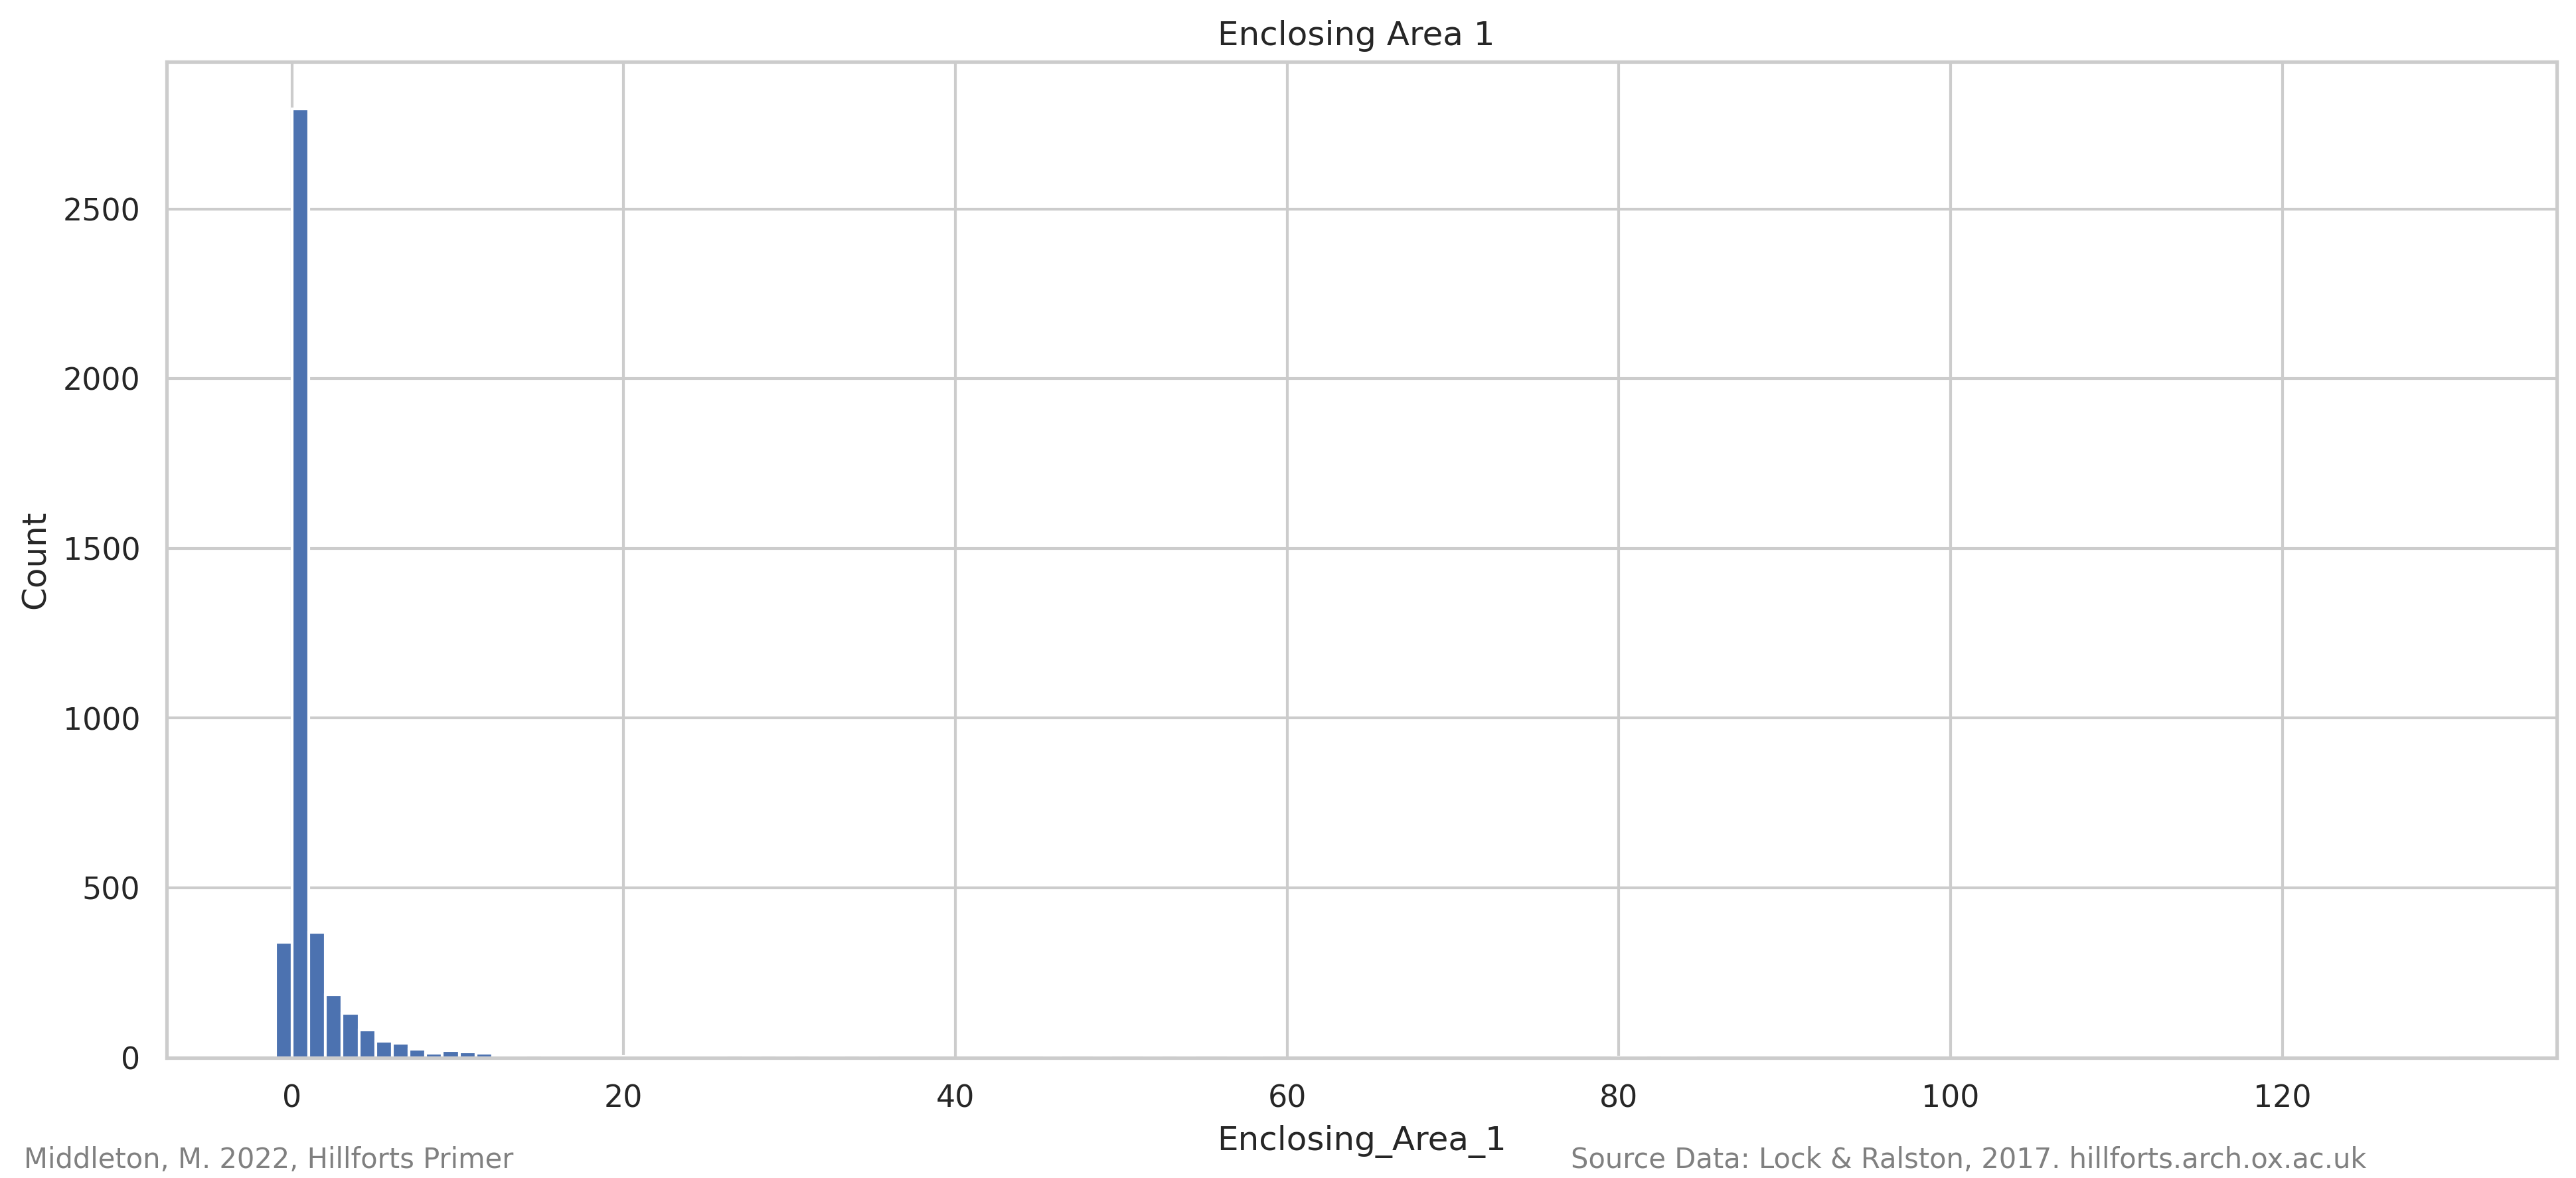 Enclosing Area 1
2500
2000
1500
1000
500
0
Count
0 20 40 60 80 100 120
Enclosing_Area_1
Middleton, M. 2022, Hillforts Primer
Source Data: Lock & Ralston, 2017. hillforts.arch.ox.ac.uk